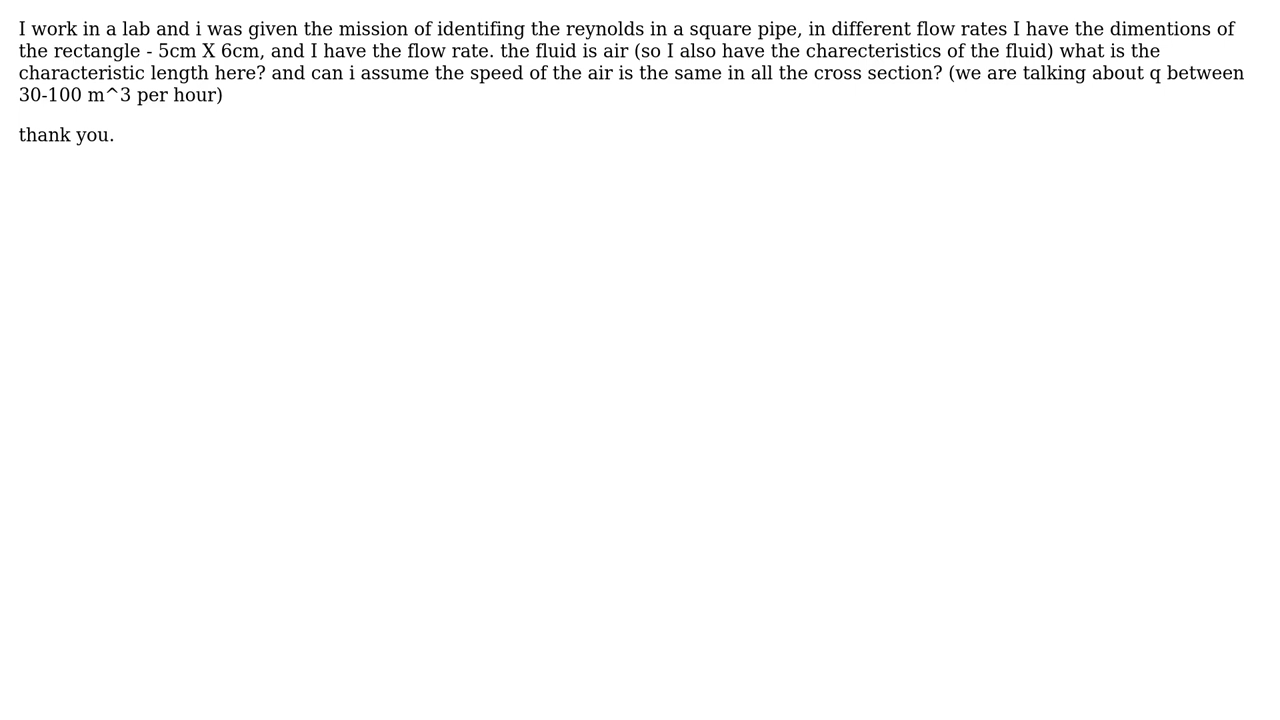 I work in a lab and i was given the mission of identifing the reynolds in a square pipe, in different flow rates I have the dimentions of
the rectangle - 5cm X 6cm, and I have the flow rate. the fluid is air (so I also have the charecteristics of the fluid) what is the
characteristic length here? and can i assume the speed of the air is the same in all the cross section? (we are talking about q between
30-100 m^3 per hour)
thank you.